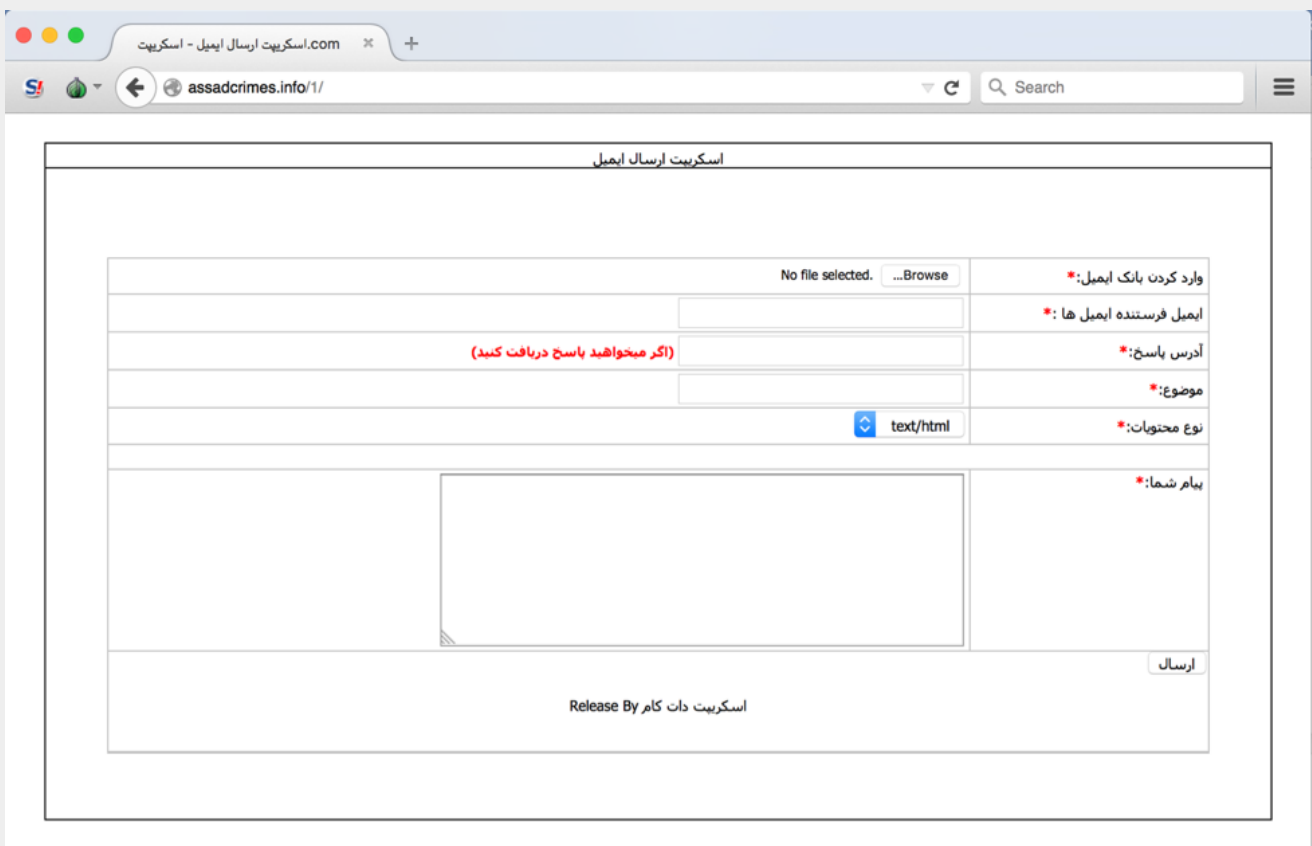 اسکریپت ارسال ایمیل - اسکریپت.com
S!
assadcrimes.info/1/
Search
اسکریپت ارسال ایمیل
وارد کردن بانک ایمیل:*
Browse... No file selected.
ایمیل فرستنده ایمیل ها :*
آدرس پاسخ:*
(اگر میخواهید پاسخ دریافت کنید)
موضوع:*
نوع محتویات:*
text/html
پیام شما:*
ارسال
Release By اسکریپت دات کام